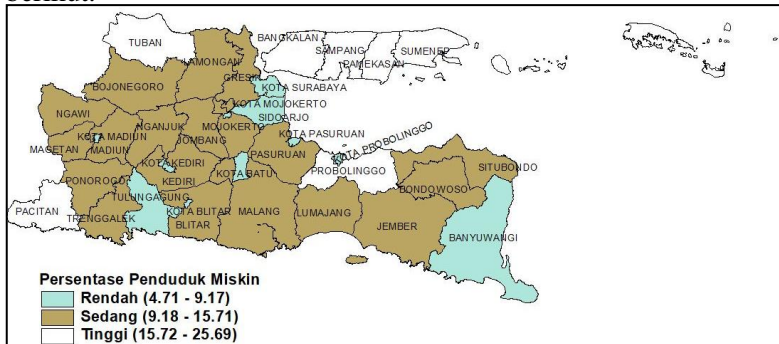 TUBAN
BANGKALAN
SAMPANG
SUMENEP
PAMEKASAN
LAMONGAN
GRESIK
BOJONEGORO
KOTA SURABAYA
KOTA MOJOKERTO
SIDOARJO
NGAWI
NGANJUK
MOJOKERTO
KOTA PASURUAN
KOTA MADIUN
JOMBANG
KOTA PROBOLINGGO
MAGETAN
MADIUN
PASURUAN
KOTA KEDIRI
SITUBONDO
PROBOLINGGO
PONOROGO
KEDIRI
KOTA BATU
BONDOWOSO
TULUNGAGUNG
PACITAN
KOTA BLITAR
MALANG
LUMAJANG
TRENGGALEK
BLITAR
JEMBER
BANYUWANGI
Persentase Penduduk Miskin
Rendah (4.71 - 9.17)
Sedang (9.18 - 15.71)
Tinggi (15.72 - 25.69)